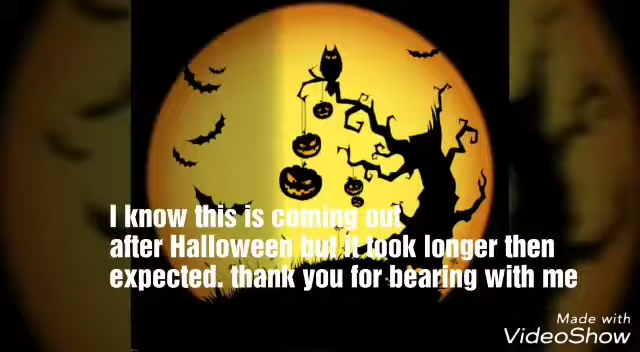 I know this is coming out
after Halloween but it took longer then
expected. thank you for bearing with me
Made with
VideoShow